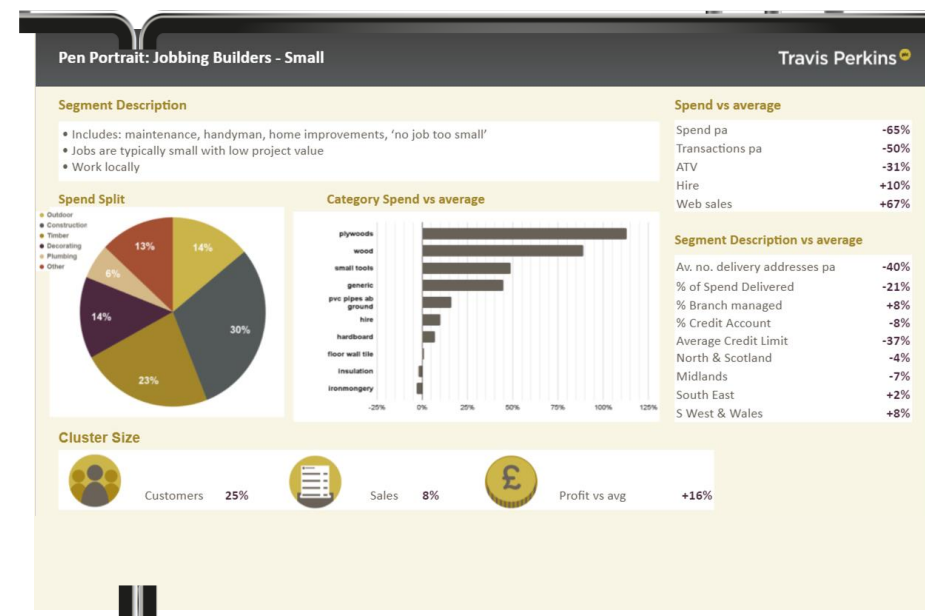 Pen Portrait: Jobbing Builders - Small
Travis Perkins
Segment Description
• Includes: maintenance, handyman, home improvements, ‘no job too small’
• Jobs are typically small with low project value
• Work locally
Spend Split
Outdoor
Construction
Timber
Decorating
Plumbing
Other
13%
14%
6%
14%
30%
23%
Category Spend vs average
plywoods
wood
small tools
generic
pvc pipes ab
ground
hire
hardboard
floor wall tile
insulation
ironmongery
-25% 0% 25% 50% 75% 100% 125%
Spend vs average
Spend pa -65%
Transactions pa -50%
ATV -31%
Hire +10%
Web sales +67%
Segment Description vs average
Av. no. delivery addresses pa -40%
% of Spend Delivered -21%
% Branch managed +8%
% Credit Account -8%
Average Credit Limit -37%
North & Scotland -4%
Midlands -7%
South East +2%
S West & Wales +8%
Cluster Size
Customers 25%
Sales 8%
£
Profit vs avg +16%